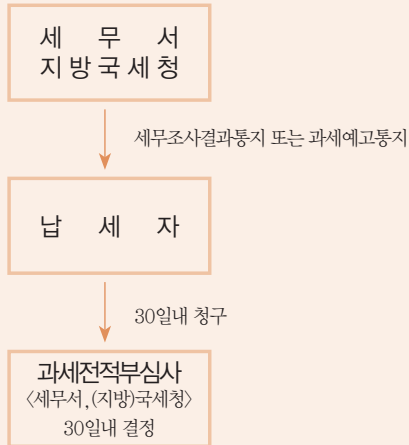 세 무 서
지방국세청
세무조사결과통지 또는 과세예고통지
납 세 자
30일내 청구
과세전적부심사
〈세무서, (지방)국세청〉
30일내 결정